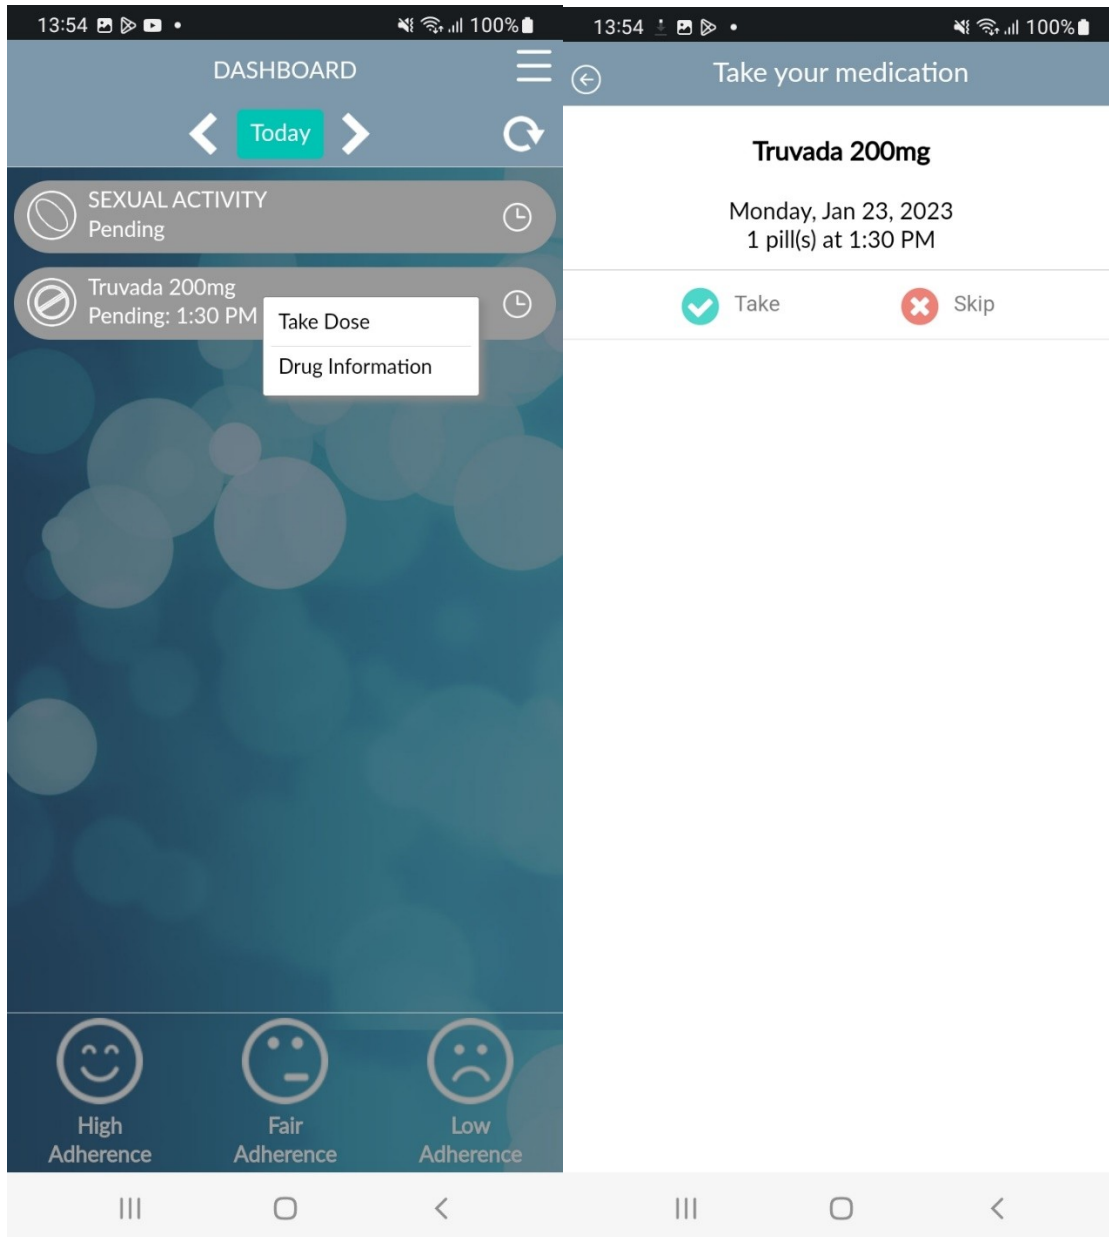 13:54
100%
DASHBOARD
Today
SEXUAL ACTIVITY
Pending
Truvada 200mg
Pending: 1:30 PM
Take Dose
Drug Information
High
Adherence
Fair
Adherence
Low
Adherence
13:54
100%
Take your medication
Truvada 200mg
Monday, Jan 23, 2023
1 pill(s) at 1:30 PM
Take
Skip